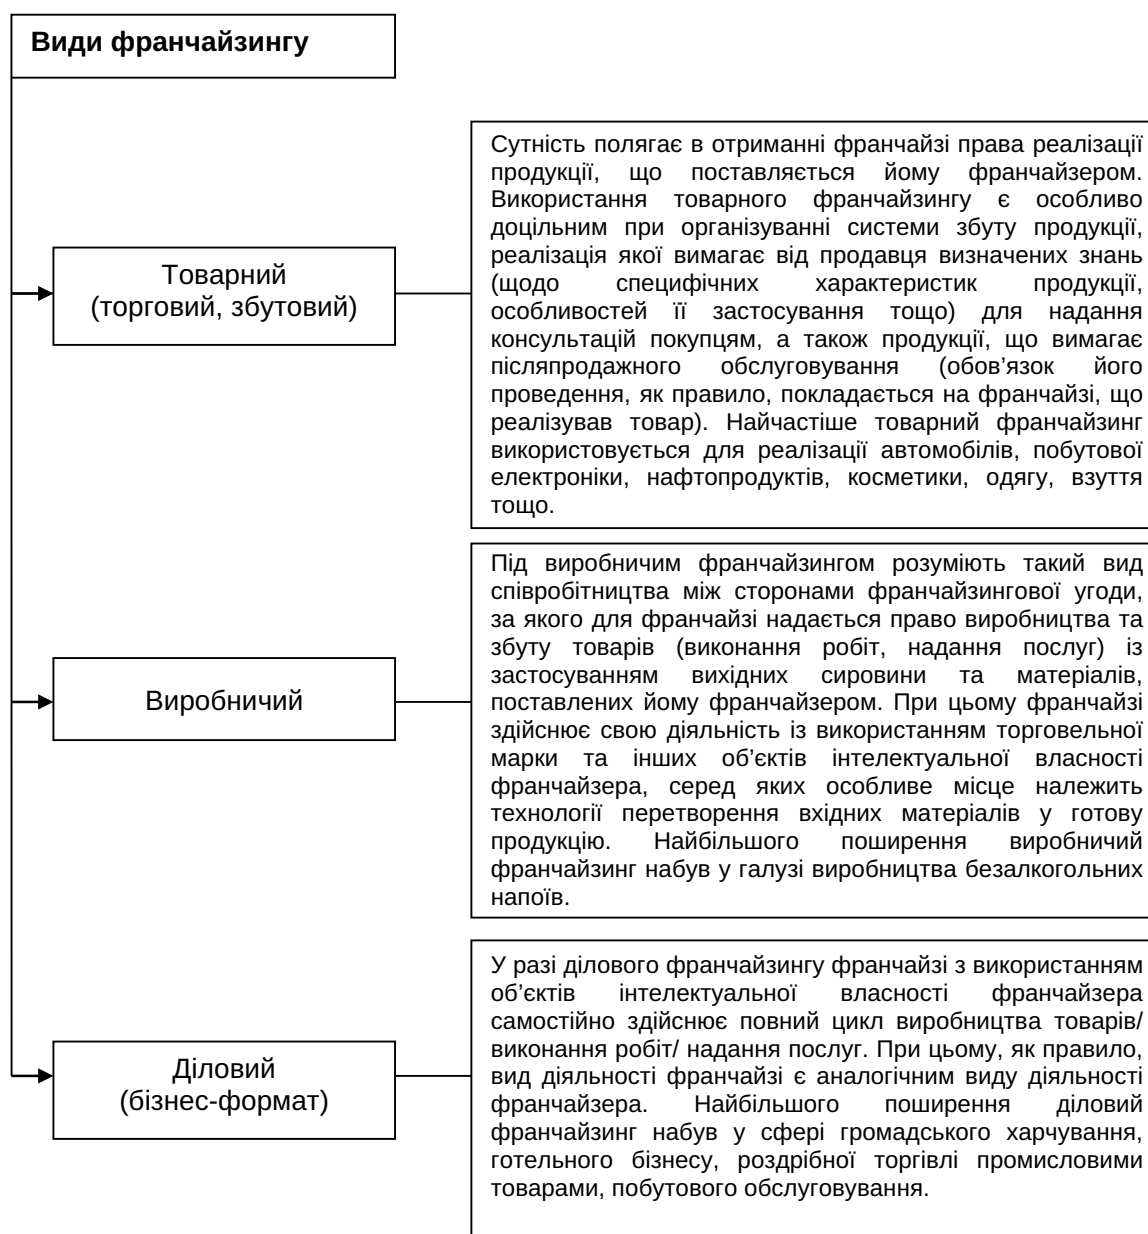 Види франчайзингу
Товарний
(торговий, збутовий)
Сутність полягає в отриманні франчайзі права реалізації
продукції, що поставляється йому франчайзером.
Використання товарного франчайзингу є особливо
доцільним при організуванні системи збуту продукції,
реалізація якої вимагає від продавця визначених знань
(щодо специфічних характеристик продукції,
особливостей її застосування тощо) для надання
консультацій покупцям, а також продукції, що вимагає
післяпродажного обслуговування (обов’язок його
проведення, як правило, покладається на франчайзі, що
реалізував товар). Найчастіше товарний франчайзинг
використовується для реалізації автомобілів, побутової
електроніки, нафтопродуктів, косметики, одягу, взуття
тощо.
Виробничий
Під виробничим франчайзингом розуміють такий вид
співробітництва між сторонами франчайзингової угоди,
за якого для франчайзі надається право виробництва та
збуту товарів (виконання робіт, надання послуг) із
застосуванням вихідних сировини та матеріалів,
поставлених йому франчайзером. При цьому франчайзі
здійснює свою діяльність із використанням торговельної
марки та інших об’єктів інтелектуальної власності
франчайзера, серед яких особливе місце належить
технології перетворення вхідних матеріалів у готову
продукцію. Найбільшого поширення виробничий
франчайзинг набув у галузі виробництва безалкогольних
напоїв.
Діловий
(бізнес-формат)
У разі ділового франчайзингу франчайзі з використанням
об’єктів інтелектуальної власності франчайзера
самостійно здійснює повний цикл виробництва товарів/
виконання робіт/ надання послуг. При цьому, як правило,
вид діяльності франчайзі є аналогічним виду діяльності
франчайзера. Найбільшого поширення діловий
франчайзинг набув у сфері громадського харчування,
готельного бізнесу, роздрібної торгівлі промисловими
товарами, побутового обслуговування.